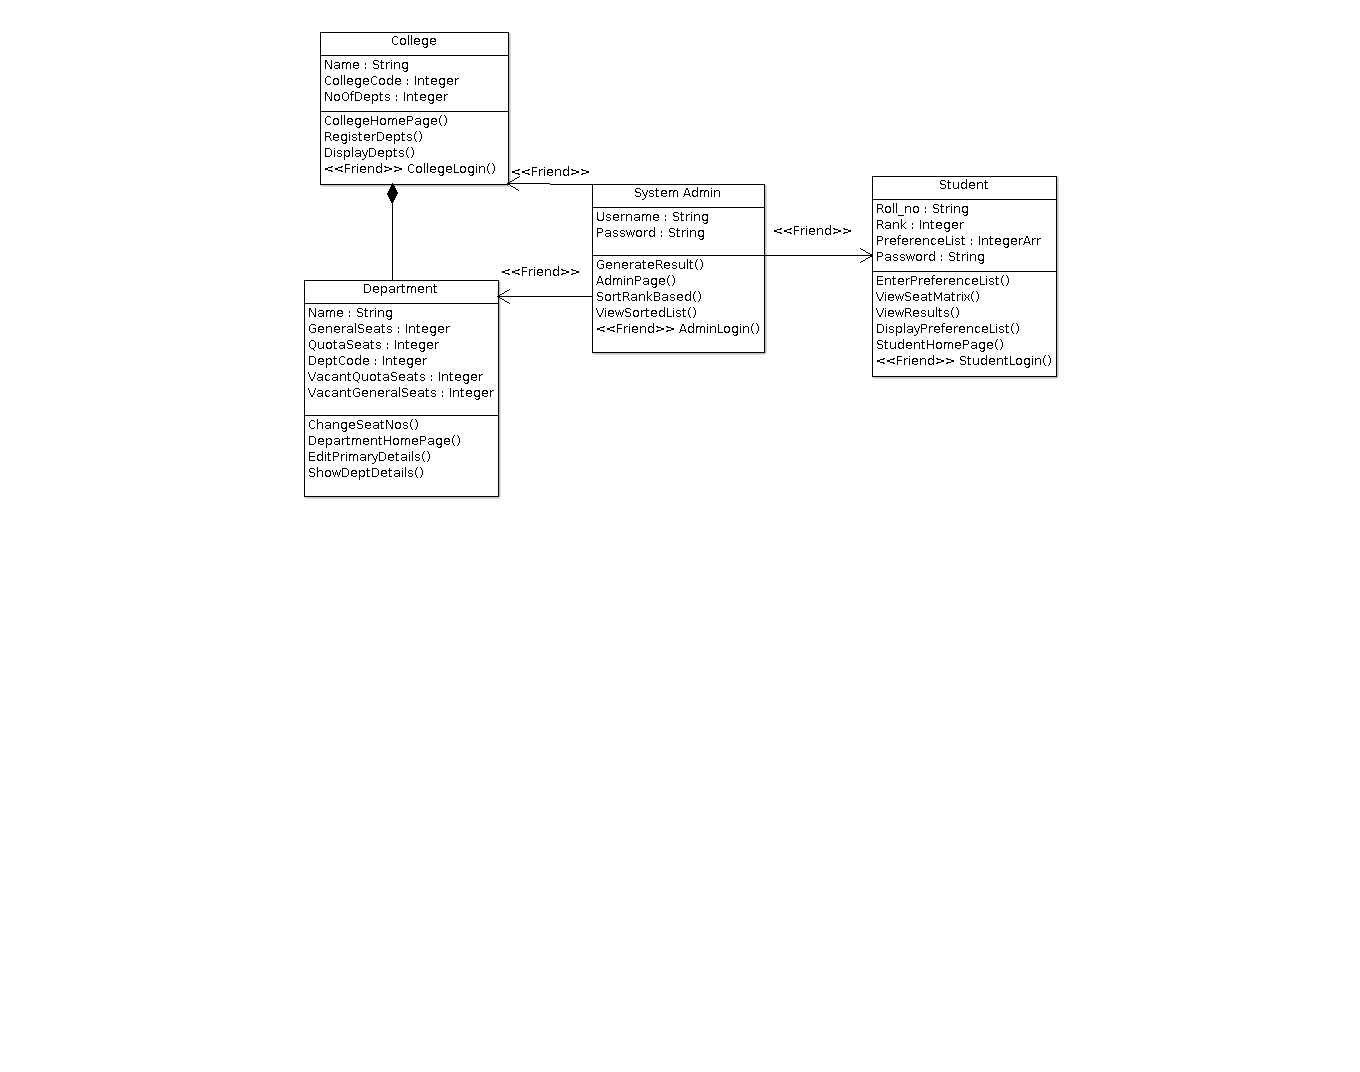 College
Name : String
CollegeCode : Integer
NoOfDepts : Integer
CollegeHomePage()
RegisterDepts()
DisplayDepts()
<<Friend>> CollegeLogin()
<<Friend>>
System Admin
Username : String
Password : String
GenerateResult()
AdminPage()
SortRankBased()
ViewSortedList()
<<Friend>> AdminLogin()
<<Friend>>
Student
Roll_no : String
Rank : Integer
PreferenceList : IntegerArr
Password : String
EnterPreferenceList()
ViewSeatMatrix()
ViewResults()
DisplayPreferenceList()
StudentHomePage()
<<Friend>> StudentLogin()
<<Friend>>
Department
Name : String
GeneralSeats : Integer
QuotaSeats : Integer
DeptCode : Integer
VacantQuotaSeats : Integer
VacantGeneralSeats : Integer
ChangeSeatNos()
DepartmentHomePage()
EditPrimaryDetails()
ShowDeptDetails()